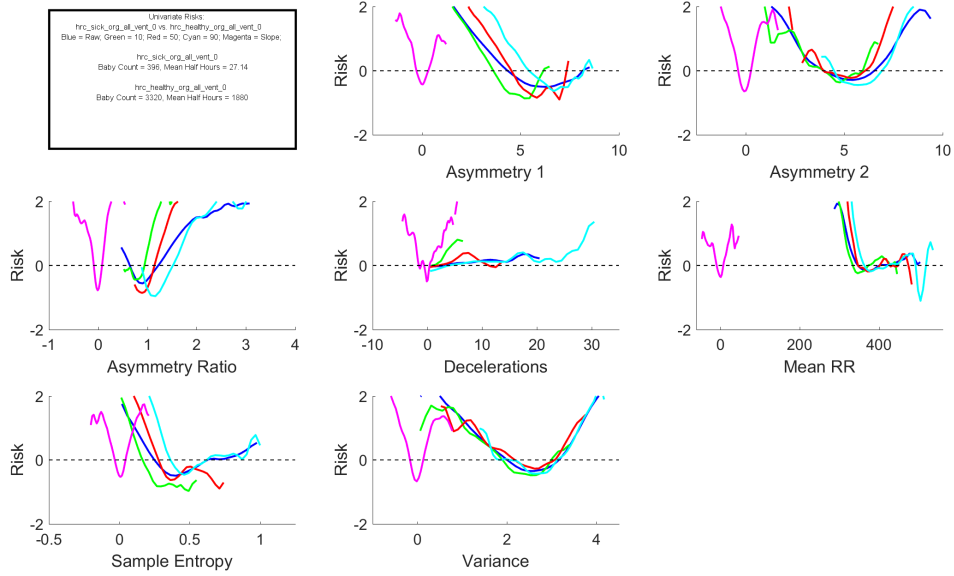 Univariate Risks:
hrc_sick_org_all_vent_0 vs. hrc_healthy_org_all_vent_0
Blue = Raw; Green = 10; Red = 50; Cyan = 90; Magenta = Slope;
hrc_sick_org_all_vent_0
Baby Count = 396, Mean Half Hours = 27.14
hrc_healthy_org_all_vent_0
Baby Count = 3320, Mean Half Hours = 1880
2
0
-2
Risk
0
5
10
Asymmetry 1
2
0
-2
Risk
0
5
10
Asymmetry 2
2
0
-2
Risk
-1
0
1
2
3
4
Asymmetry Ratio
2
0
-2
Risk
-10
0
10
20
30
Decelerations
2
0
-2
Risk
0
200
400
Mean RR
2
0
-2
Risk
-0.5
0
0.5
1
Sample Entropy
2
0
-2
Risk
0
2
4
Variance